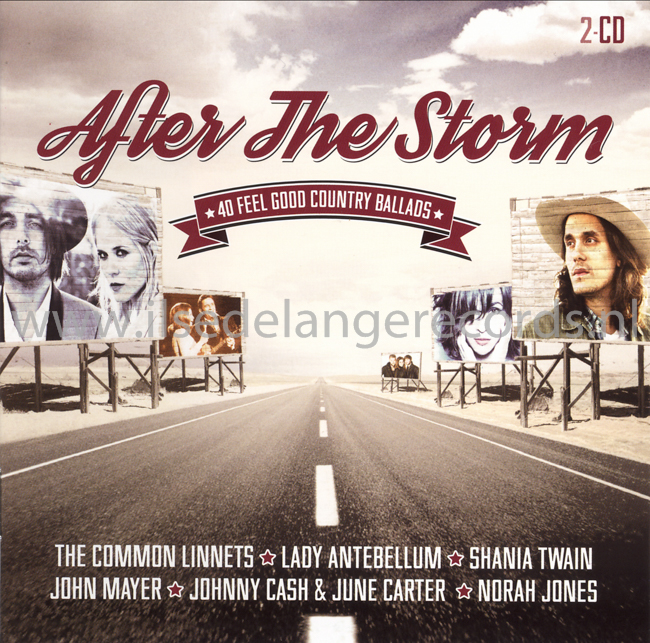 2-CD
After The Storm
★ 40 FEEL GOOD COUNTRY BALLADS ★
www.ilsedelangerecords.nl
THE COMMON LINNETS ★ LADY ANTEBELLUM ★ SHANIA TWAIN
JOHN MAYER ★ JOHNNY CASH & JUNE CARTER ★ NORAH JONES